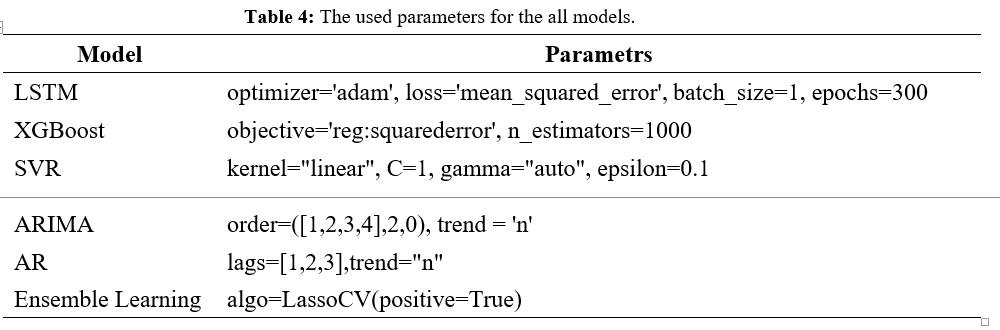 Table 4: The used parameters for the all models.
Model Parametrs
LSTM optimizer='adam', loss='mean_squared_error', batch_size=1, epochs=300
XGBoost objective='reg:squarederror', n_estimators=1000
SVR kernel="linear", C=1, gamma="auto", epsilon=0.1
ARIMA order=([1,2,3,4],2,0), trend = 'n'
AR lags=[1,2,3],trend="n"
Ensemble Learning algo=LassoCV(positive=True)